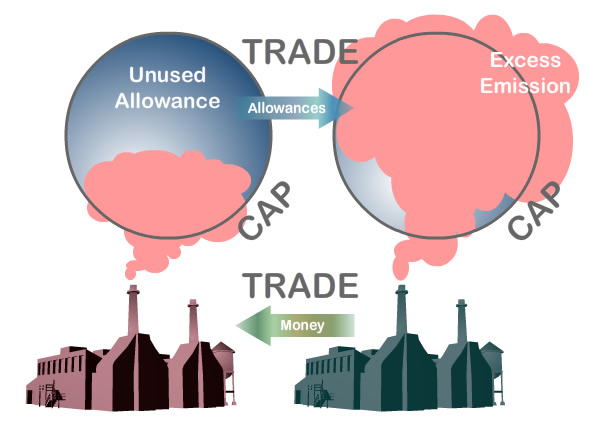 TRADE
Unused
Allowance
Allowances
Excess
Emission
CAP
CAP
TRADE
Money